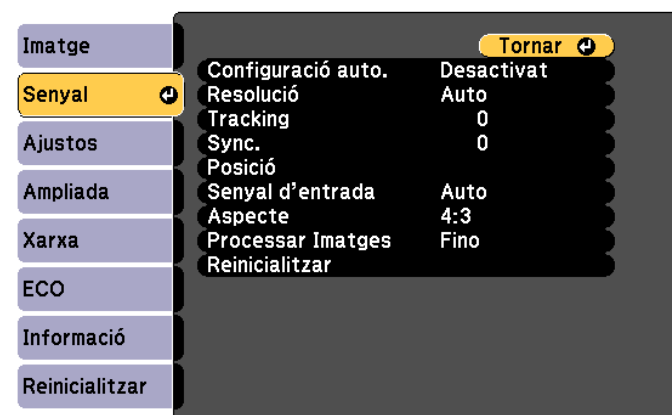 Imatge
Senyal
Ajustos
Ampliada
Xarxa
ECO
Informació
Reinicialitzar
Tornar
Configuració auto. Desactivat
Resolució Auto
Tracking 0
Sync. 0
Posició
Senyal d'entrada Auto
Aspecte 4:3
Processar Imatges Fino
Reinicialitzar